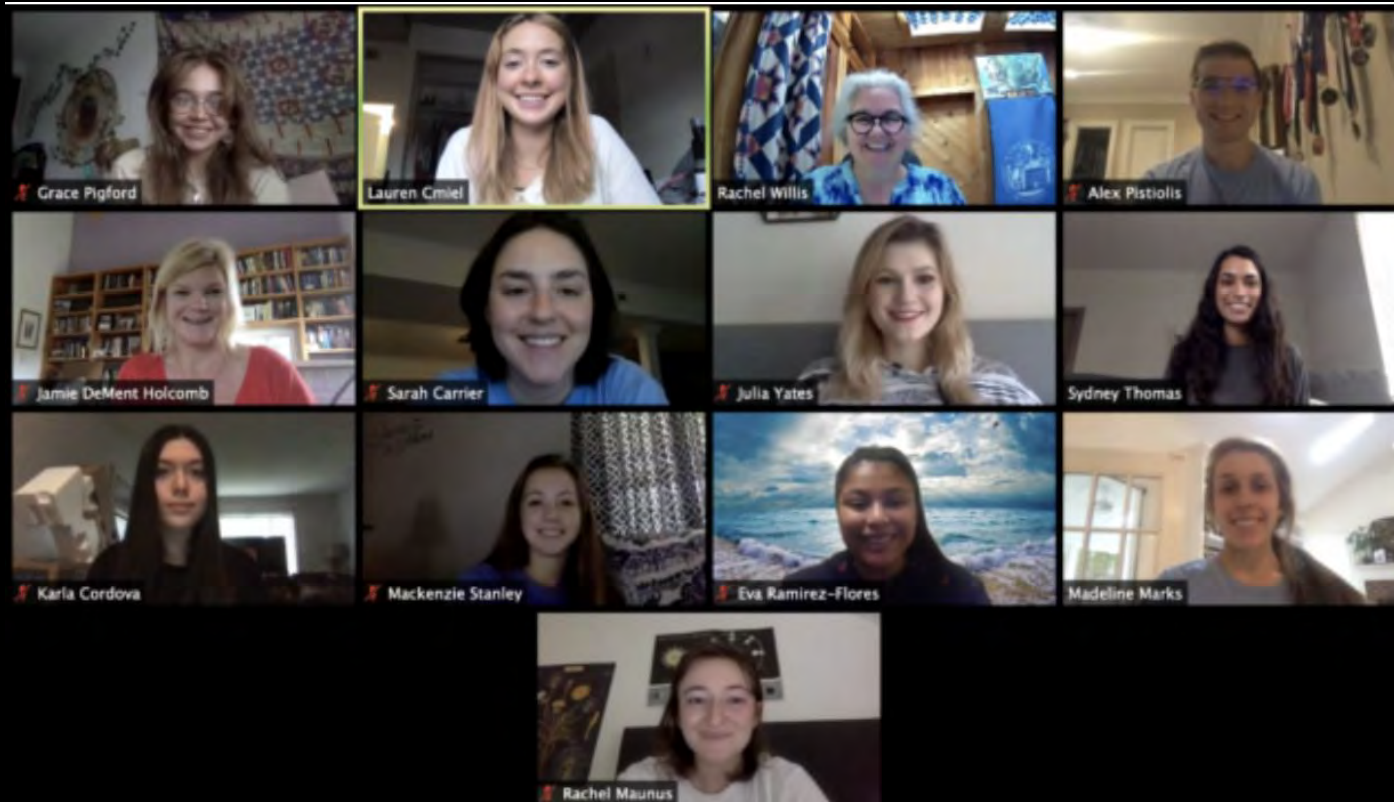 Grace Pigford
Lauren Cmiel
Rachel Willis
Alex Pistiolis
Jamie DeMent Holcomb
Sarah Carrier
Julia Yates
Sydney Thomas
Karla Cordova
Mackenzie Stanley
Eva Ramirez-Flores
Madeline Marks
Rachel Maunus